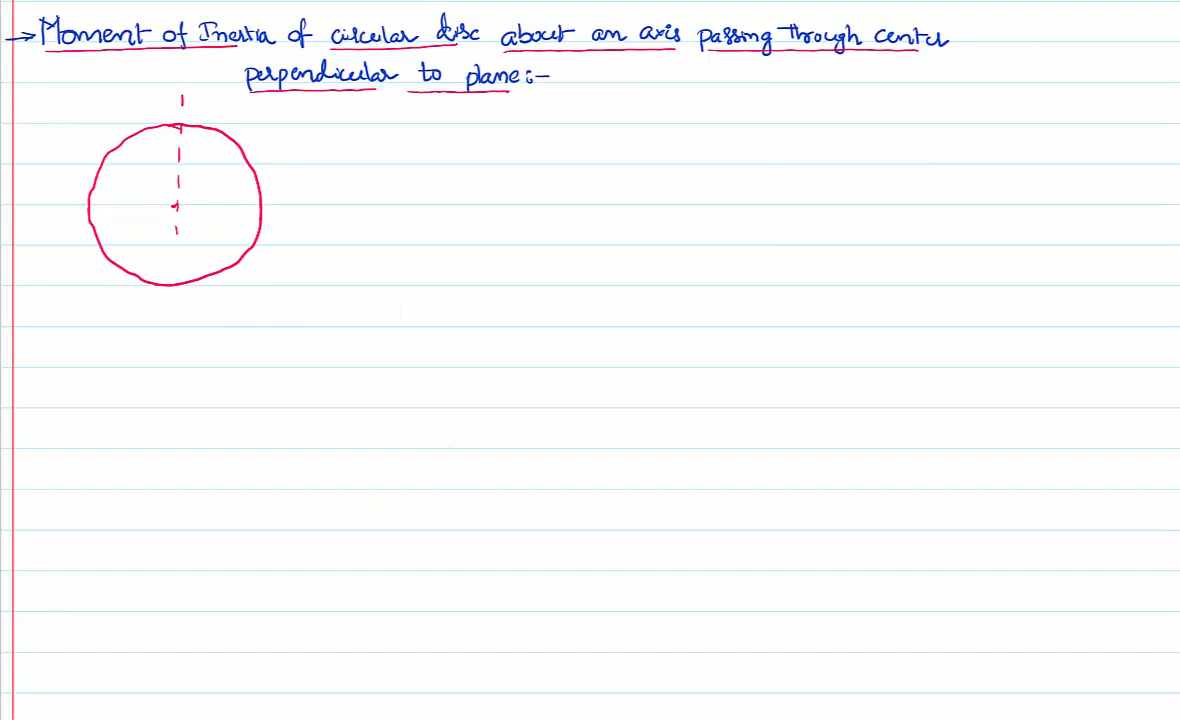 → Moment of Inertia of circular disc about an axis passing through center
perpendicular to plane:-